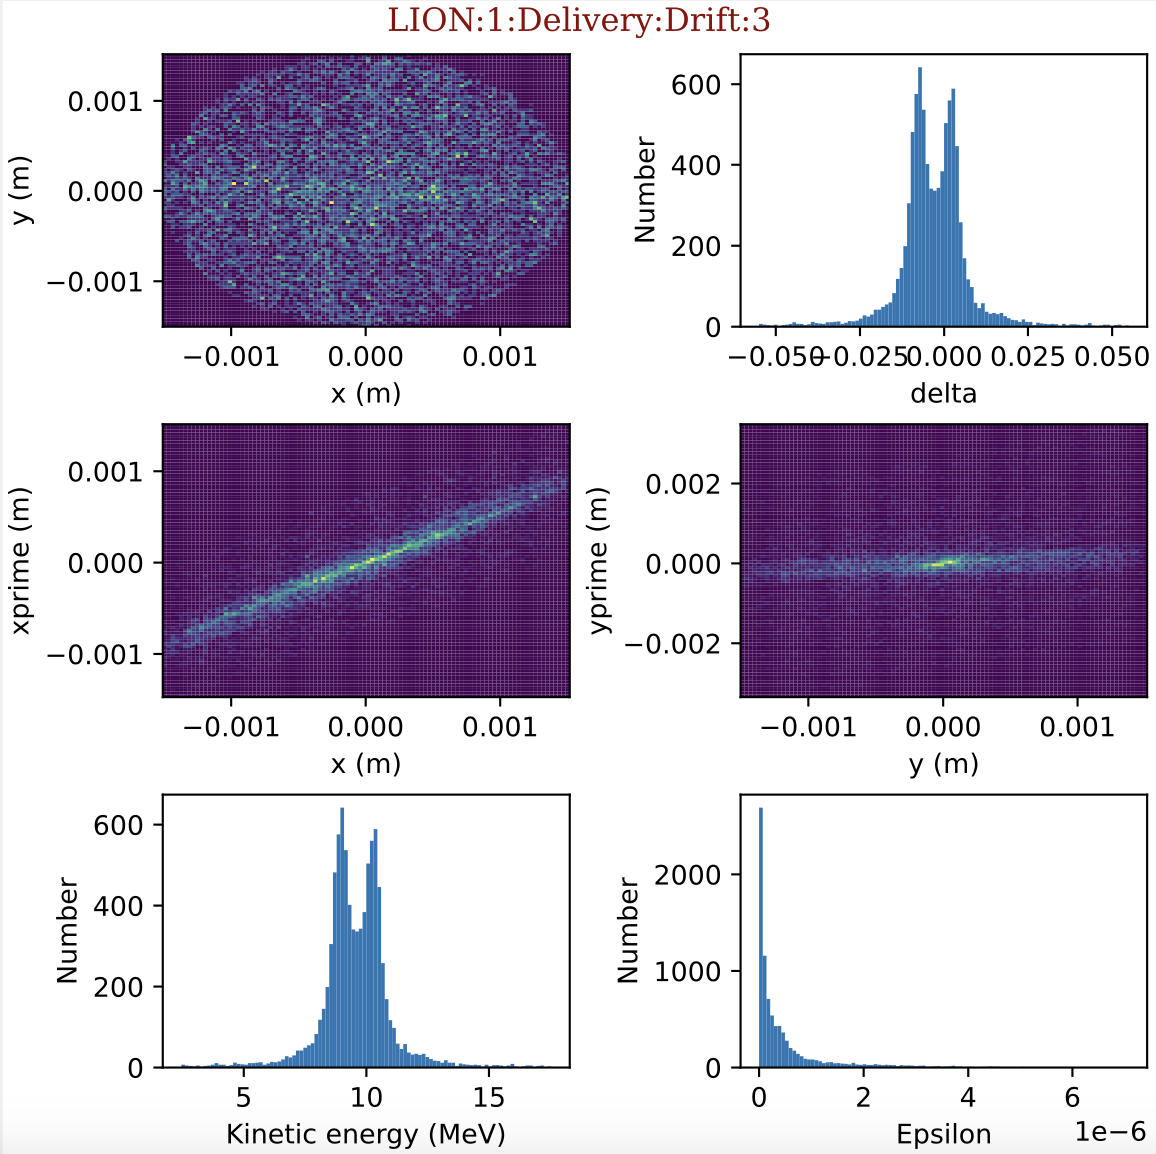 LION:1:Delivery:Drift:3
0.001
0.000
−0.001
y (m)
−0.001 0.000 0.001
x (m)
600
400
200
0
Number
−0.050 −0.025 0.000 0.025 0.050
delta
0.001
0.000
−0.001
xprime (m)
−0.001 0.000 0.001
x (m)
0.002
0.000
−0.002
yprime (m)
−0.001 0.000 0.001
y (m)
600
400
200
0
Number
5 10 15
Kinetic energy (MeV)
2000
1000
0
Number
0 2 4 6
1e−6
Epsilon